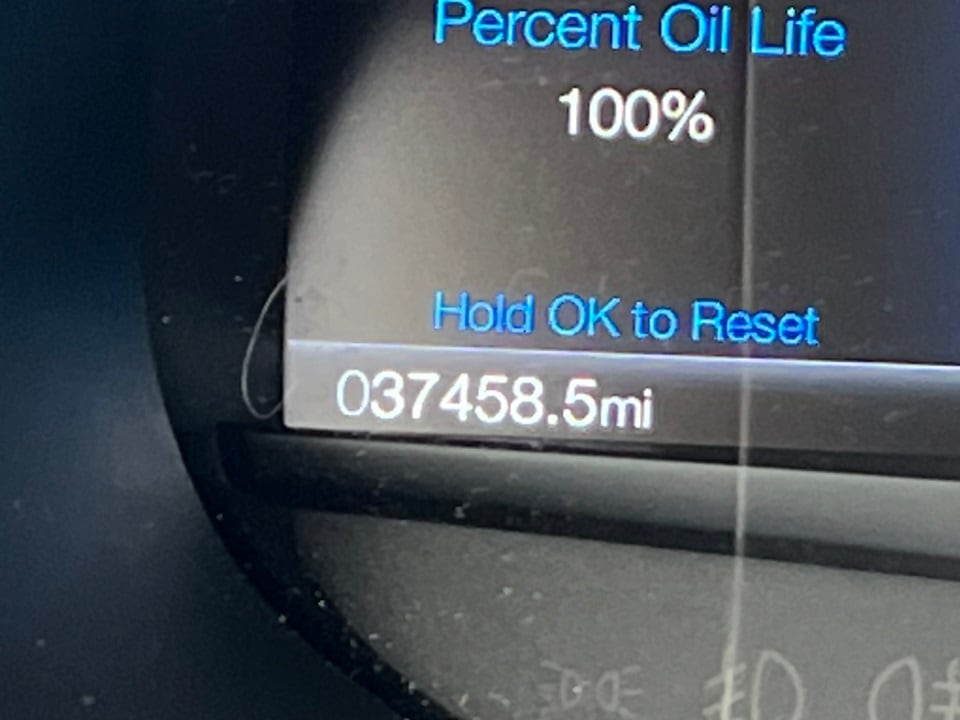 Percent Oil Life
100%
Hold OK to Reset
037458.5mi